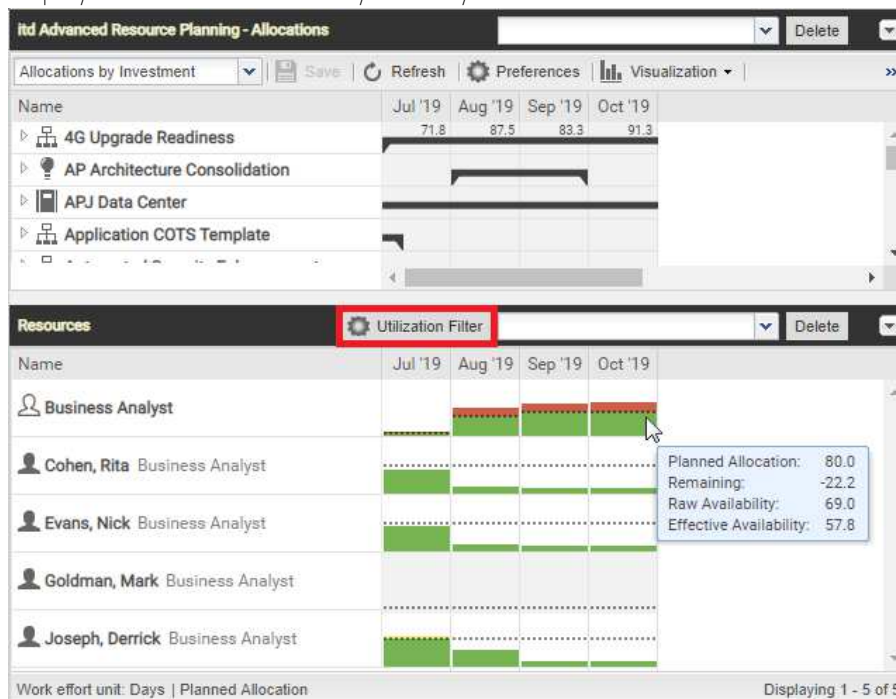 itd Advanced Resource Planning - Allocations Delete
Allocations by Investment Save Refresh Preferences Visualization »
Name Jul '19 Aug '19 Sep '19 Oct '19
4G Upgrade Readiness 71.8 87.5 83.3 91.3
AP Architecture Consolidation
APJ Data Center
Application COTS Template
Resources Utilization Filter Delete
Name Jul '19 Aug '19 Sep '19 Oct '19
Business Analyst
Cohen, Rita Business Analyst
Planned Allocation: 80.0
Remaining: -22.2
Raw Availability: 69.0
Effective Availability: 57.8
Evans, Nick Business Analyst
Goldman, Mark Business Analyst
Joseph, Derrick Business Analyst
Work effort unit: Days | Planned Allocation Displaying 1 - 5 of 5